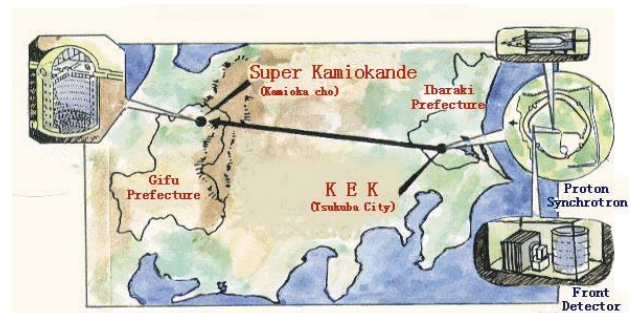 Super Kamiokande
(Kamioka cho)
Ibaraki
Prefecture
Gifu
Prefecture
K E K
(Tsukuba City)
Proton
Synchrotron
Front
Detector